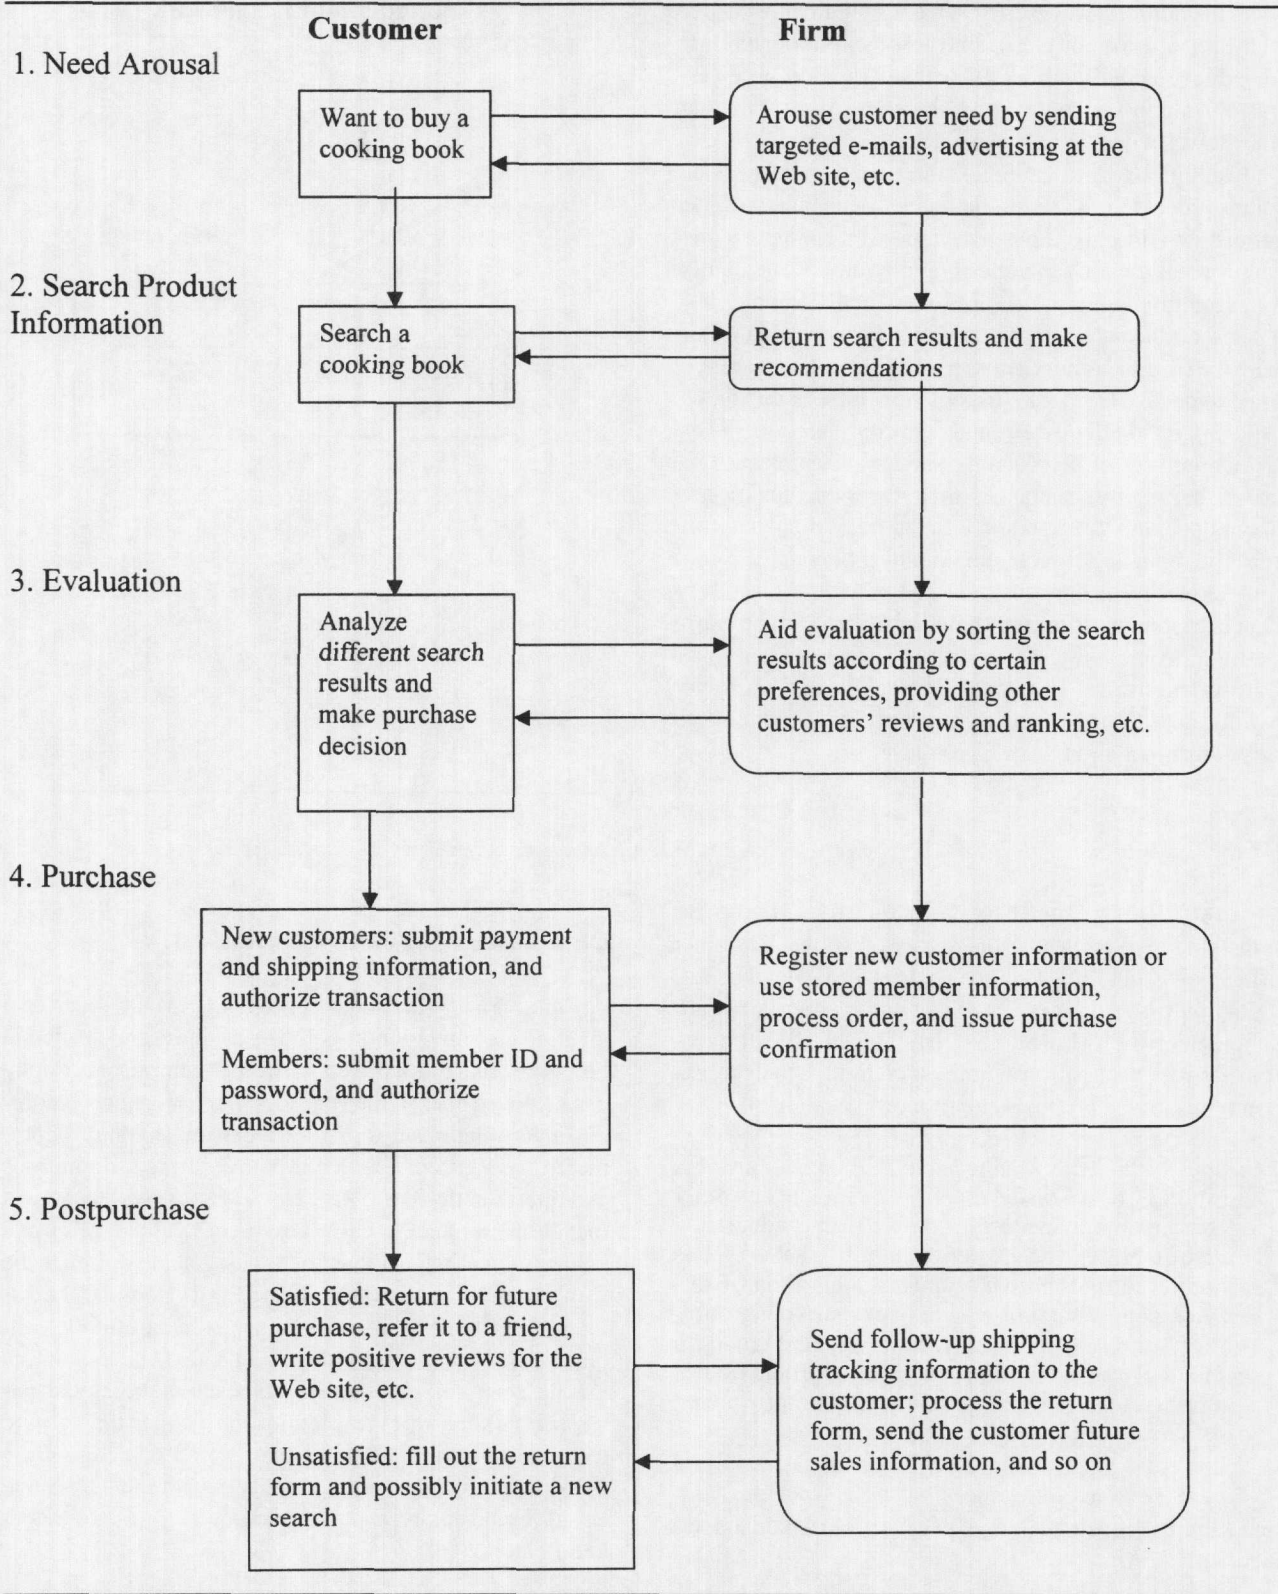 Customer
Firm
1. Need Arousal
Want to buy a
cooking book
Arouse customer need by sending
targeted e-mails, advertising at the
Web site, etc.
2. Search Product
Information
Search a
cooking book
Return search results and make
recommendations
3. Evaluation
Analyze
different search
results and
make purchase
decision
Aid evaluation by sorting the search
results according to certain
preferences, providing other
customers’ reviews and ranking, etc.
4. Purchase
New customers: submit payment
and shipping information, and
authorize transaction
Members: submit member ID and
password, and authorize
transaction
Register new customer information or
use stored member information,
process order, and issue purchase
confirmation
5. Postpurchase
Satisfied: Return for future
purchase, refer it to a friend,
write positive reviews for the
Web site, etc.
Unsatisfied: fill out the return
form and possibly initiate a new
search
Send follow-up shipping
tracking information to the
customer; process the return
form, send the customer future
sales information, and so on